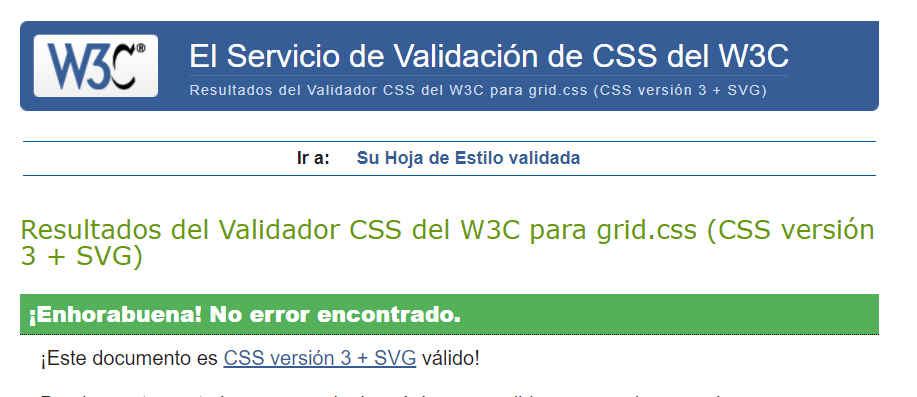 W3C®
El Servicio de Validación de CSS del W3C
Resultados del Validador CSS del W3C para grid.css (CSS versión 3 + SVG)
Ir a: Su Hoja de Estilo validada
Resultados del Validador CSS del W3C para grid.css (CSS versión
3 + SVG)
¡Enhorabuena! No error encontrado.
¡Este documento es CSS versión 3 + SVG válido!